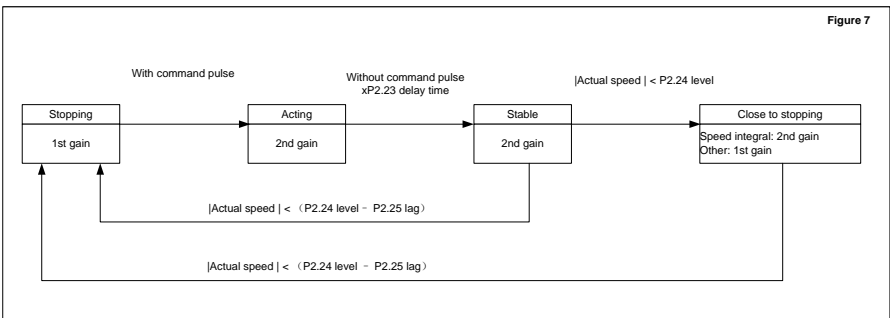 Figure 7
With command pulse
Without command pulse
xP2.23 delay time
|Actual speed | < P2.24 level
Stopping
1st gain
Acting
2nd gain
Stable
2nd gain
Close to stopping
Speed integral: 2nd gain
Other: 1st gain
|Actual speed | < （P2.24 level﹣P2.25 lag）
|Actual speed | < （P2.24 level﹣P2.25 lag）